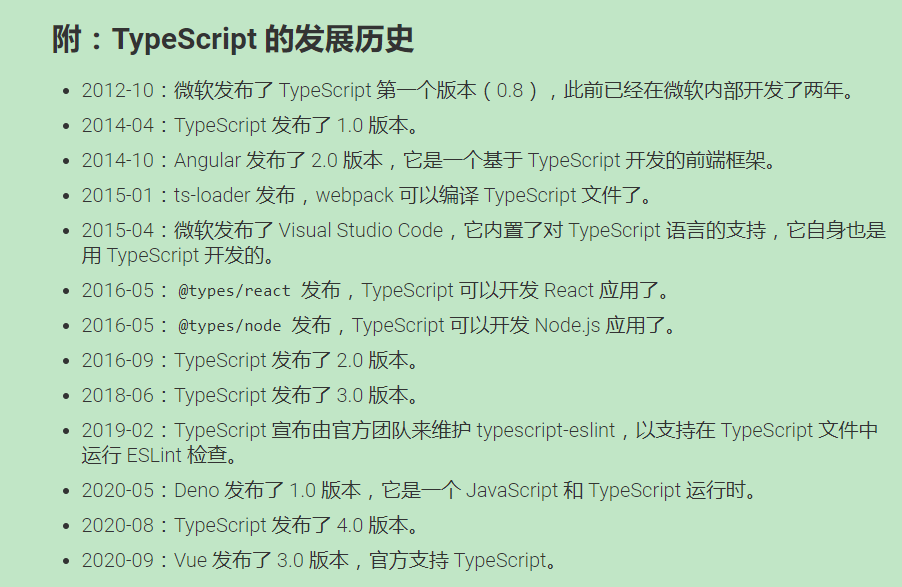 附：TypeScript 的发展历史
2012-10：微软发布了 TypeScript 第一个版本（0.8），此前已经在微软内部开发了两年。
2014-04：TypeScript 发布了 1.0 版本。
2014-10：Angular 发布了 2.0 版本，它是一个基于 TypeScript 开发的前端框架。
2015-01：ts-loader 发布，webpack 可以编译 TypeScript 文件了。
2015-04：微软发布了 Visual Studio Code，它内置了对 TypeScript 语言的支持，它自身也是
用 TypeScript 开发的。
2016-05： @types/react 发布，TypeScript 可以开发 React 应用了。
2016-05： @types/node 发布，TypeScript 可以开发 Node.js 应用了。
2016-09：TypeScript 发布了 2.0 版本。
2018-06：TypeScript 发布了 3.0 版本。
2019-02：TypeScript 宣布由官方团队来维护 typescript-eslint，以支持在 TypeScript 文件中
运行 ESLint 检查。
2020-05：Deno 发布了 1.0 版本，它是一个 JavaScript 和 TypeScript 运行时。
2020-08：TypeScript 发布了 4.0 版本。
2020-09：Vue 发布了 3.0 版本，官方支持 TypeScript。